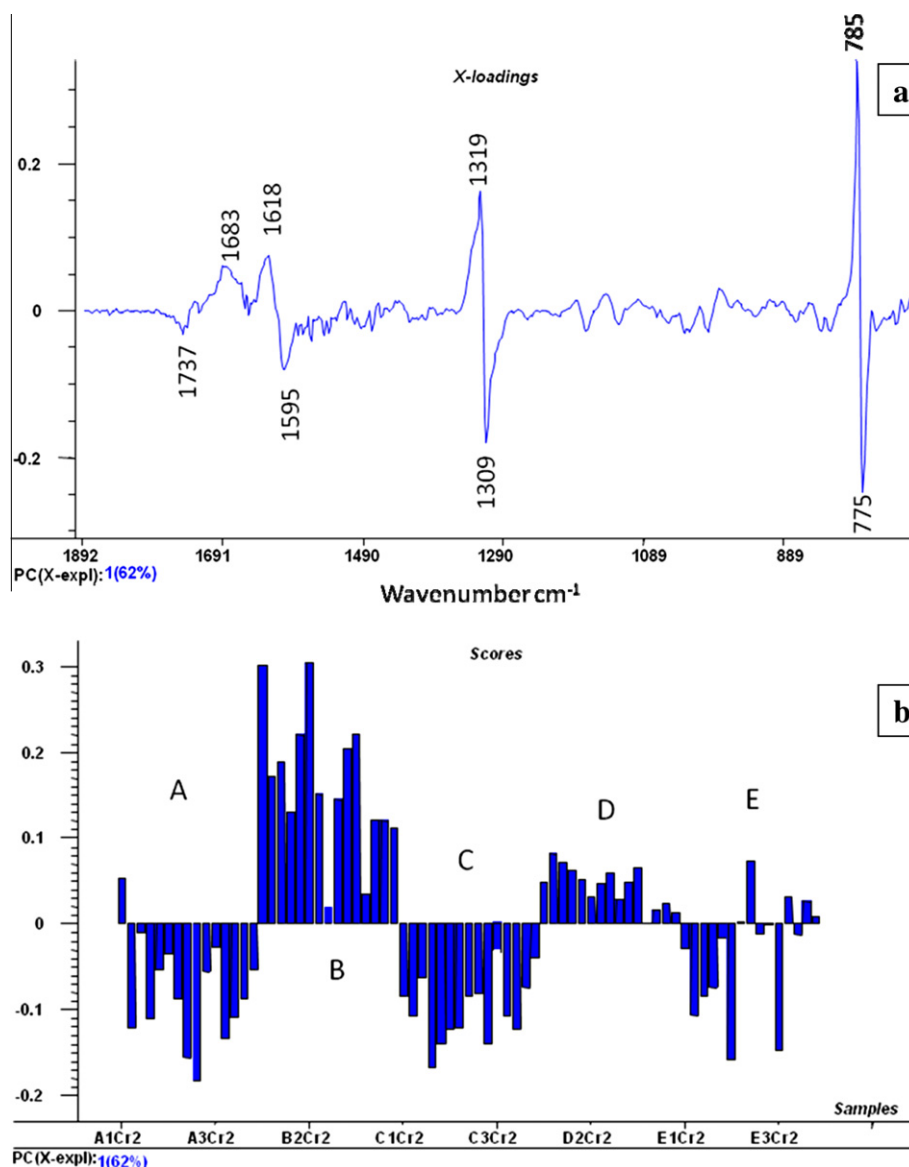 785
X-loadings
a
0.2
1319
1683
1618
0
1737
1595
1309
-0.2
775
1892 1691 1490 1290 1089 889
PC(X-expl):1(62%)
Wavenumber cm-1
0.3
Scores
b
0.2
A
E
D
0.1
C
0
B
-0.1
-0.2
Samples
A1Cr2 A3Cr2 B2Cr2 C1Cr2 C3Cr2 D2Cr2 E1Cr2 E3Cr2
PC(X-expl):1(62%)